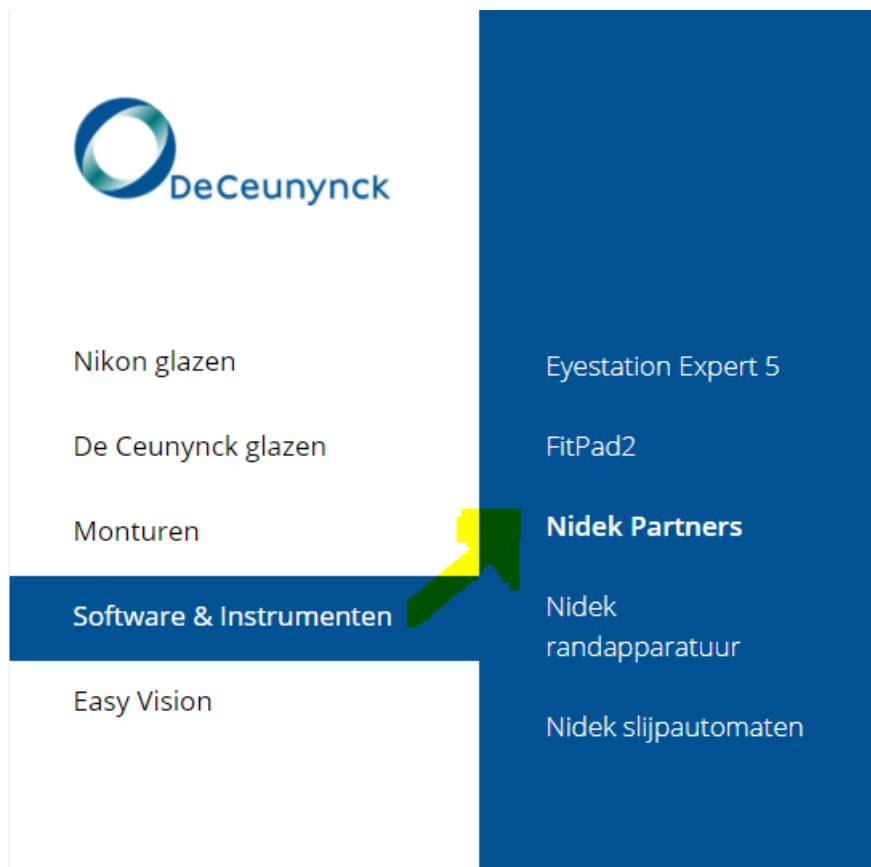 DeCeunynck
Nikon glazen
De Ceunynck glazen
Monturen
Software & Instrumenten
Easy Vision
Eyestation Expert 5
FitPad2
Nidek Partners
Nidek
randapparatuur
Nidek slijpautomaten